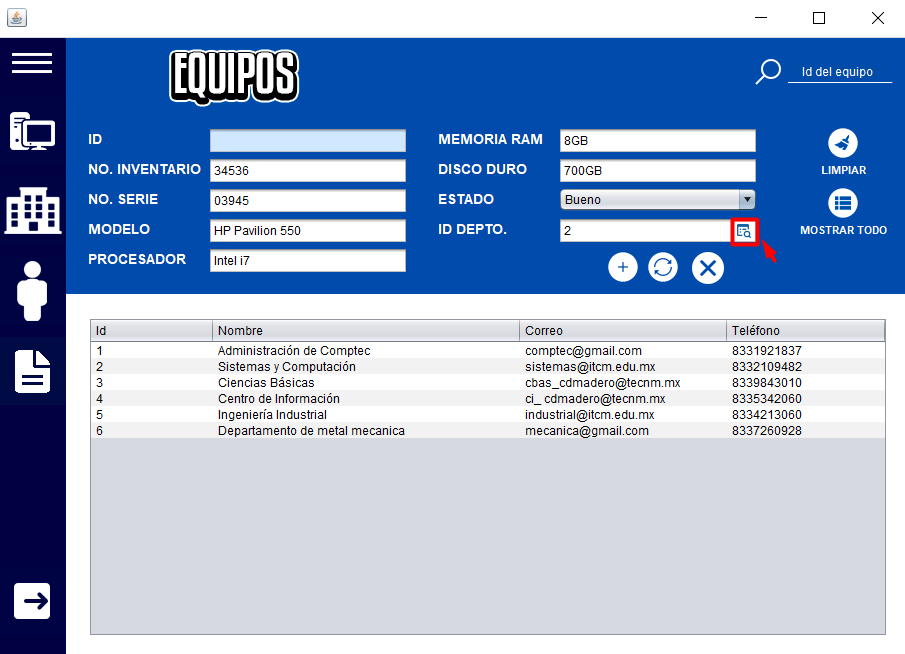 EQUIPOS
Id del equipo
ID
NO. INVENTARIO 34536
NO. SERIE 03945
MODELO HP Pavilion 550
PROCESADOR Intel i7
MEMORIA RAM 8GB
DISCO DURO 700GB
ESTADO Bueno
ID DEPTO. 2
LIMPIAR
MOSTRAR TODO
Id Nombre Correo Teléfono
1 Administración de Comptec comptec@gmail.com 8331921837
2 Sistemas y Computación sistemas@itcm.edu.mx 8332109482
3 Ciencias Básicas cbas_cdmadero@tecnm.mx 8339843010
4 Centro de Información ci_ cdmadero@tecnm.mx 8335342060
5 Ingeniería Industrial industrial@itcm.edu.mx 8334213060
6 Departamento de metal mecanica mecanica@gmail.com 8337260928